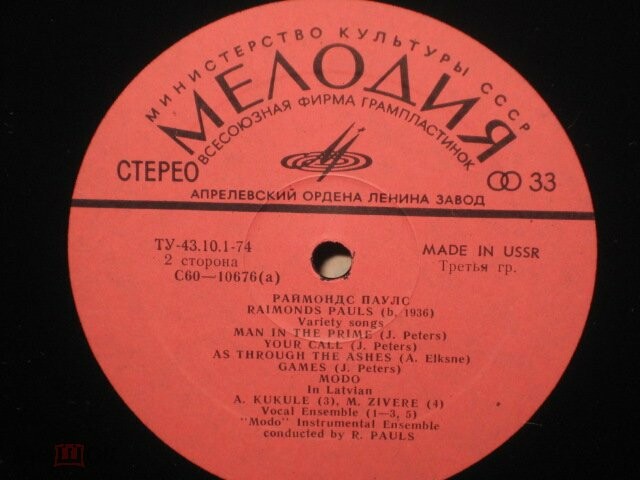 МИНИСТЕРСТВО КУЛЬТУРЫ СССР
МЕЛОДИЯ
ВСЕСОЮЗНАЯ ФИРМА ГРАМПЛАСТИНОК
СТЕРЕО
33
АПРЕЛЕВСКИЙ ОРДЕНА ЛЕНИНА ЗАВОД
ТУ-43.10.1-74
MADE IN USSR
2 сторона
Третья гр.
С60—10676(а)
РАЙМОНДС ПАУЛС
RAIMONDS PAULS (b. 1936)
Variety songs
MAN IN THE PRIME (J. Peters)
YOUR CALL (J. Peters)
AS THROUGH THE ASHES (A. Elksne)
GAMES (J. Peters)
MODO
In Latvian
A. KUKULE (3), M. ZIVERE (4)
Vocal Ensemble (1—3, 5)
"Modo" Instrumental Ensemble
conducted by R. PAULS